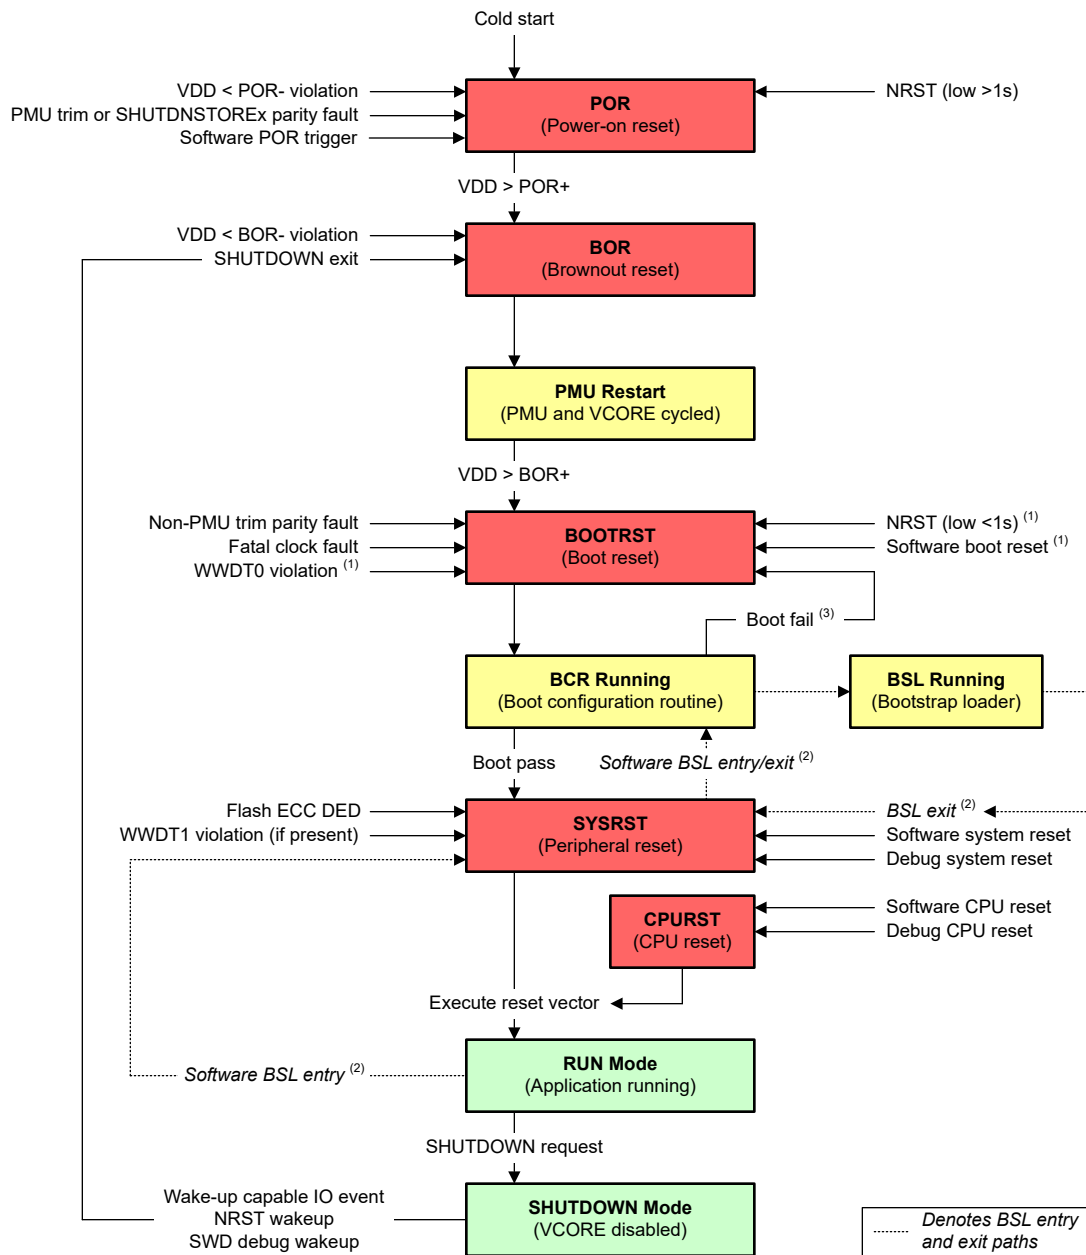 Cold start
VDD < POR- violation
PMU trim or SHUTDNSTOREx parity fault
Software POR trigger
POR
(Power-on reset)
NRST (low >1s)
VDD > POR+
VDD < BOR- violation
SHUTDOWN exit
BOR
(Brownout reset)
PMU Restart
(PMU and VCORE cycled)
VDD > BOR+
Non-PMU trim parity fault
Fatal clock fault
WWDT0 violation (1)
BOOTRST
(Boot reset)
NRST (low <1s) (1)
Software boot reset (1)
Boot fail (3)
BCR Running
(Boot configuration routine)
BSL Running
(Bootstrap loader)
Boot pass
Software BSL entry/exit (2)
Flash ECC DED
WWDT1 violation (if present)
SYSRST
(Peripheral reset)
BSL exit (2)
Software system reset
Debug system reset
CPURST
(CPU reset)
Software CPU reset
Debug CPU reset
Execute reset vector
RUN Mode
(Application running)
Software BSL entry (2)
SHUTDOWN request
Wake-up capable IO event
NRST wakeup
SWD debug wakeup
SHUTDOWN Mode
(VCORE disabled)
Denotes BSL entry
and exit paths